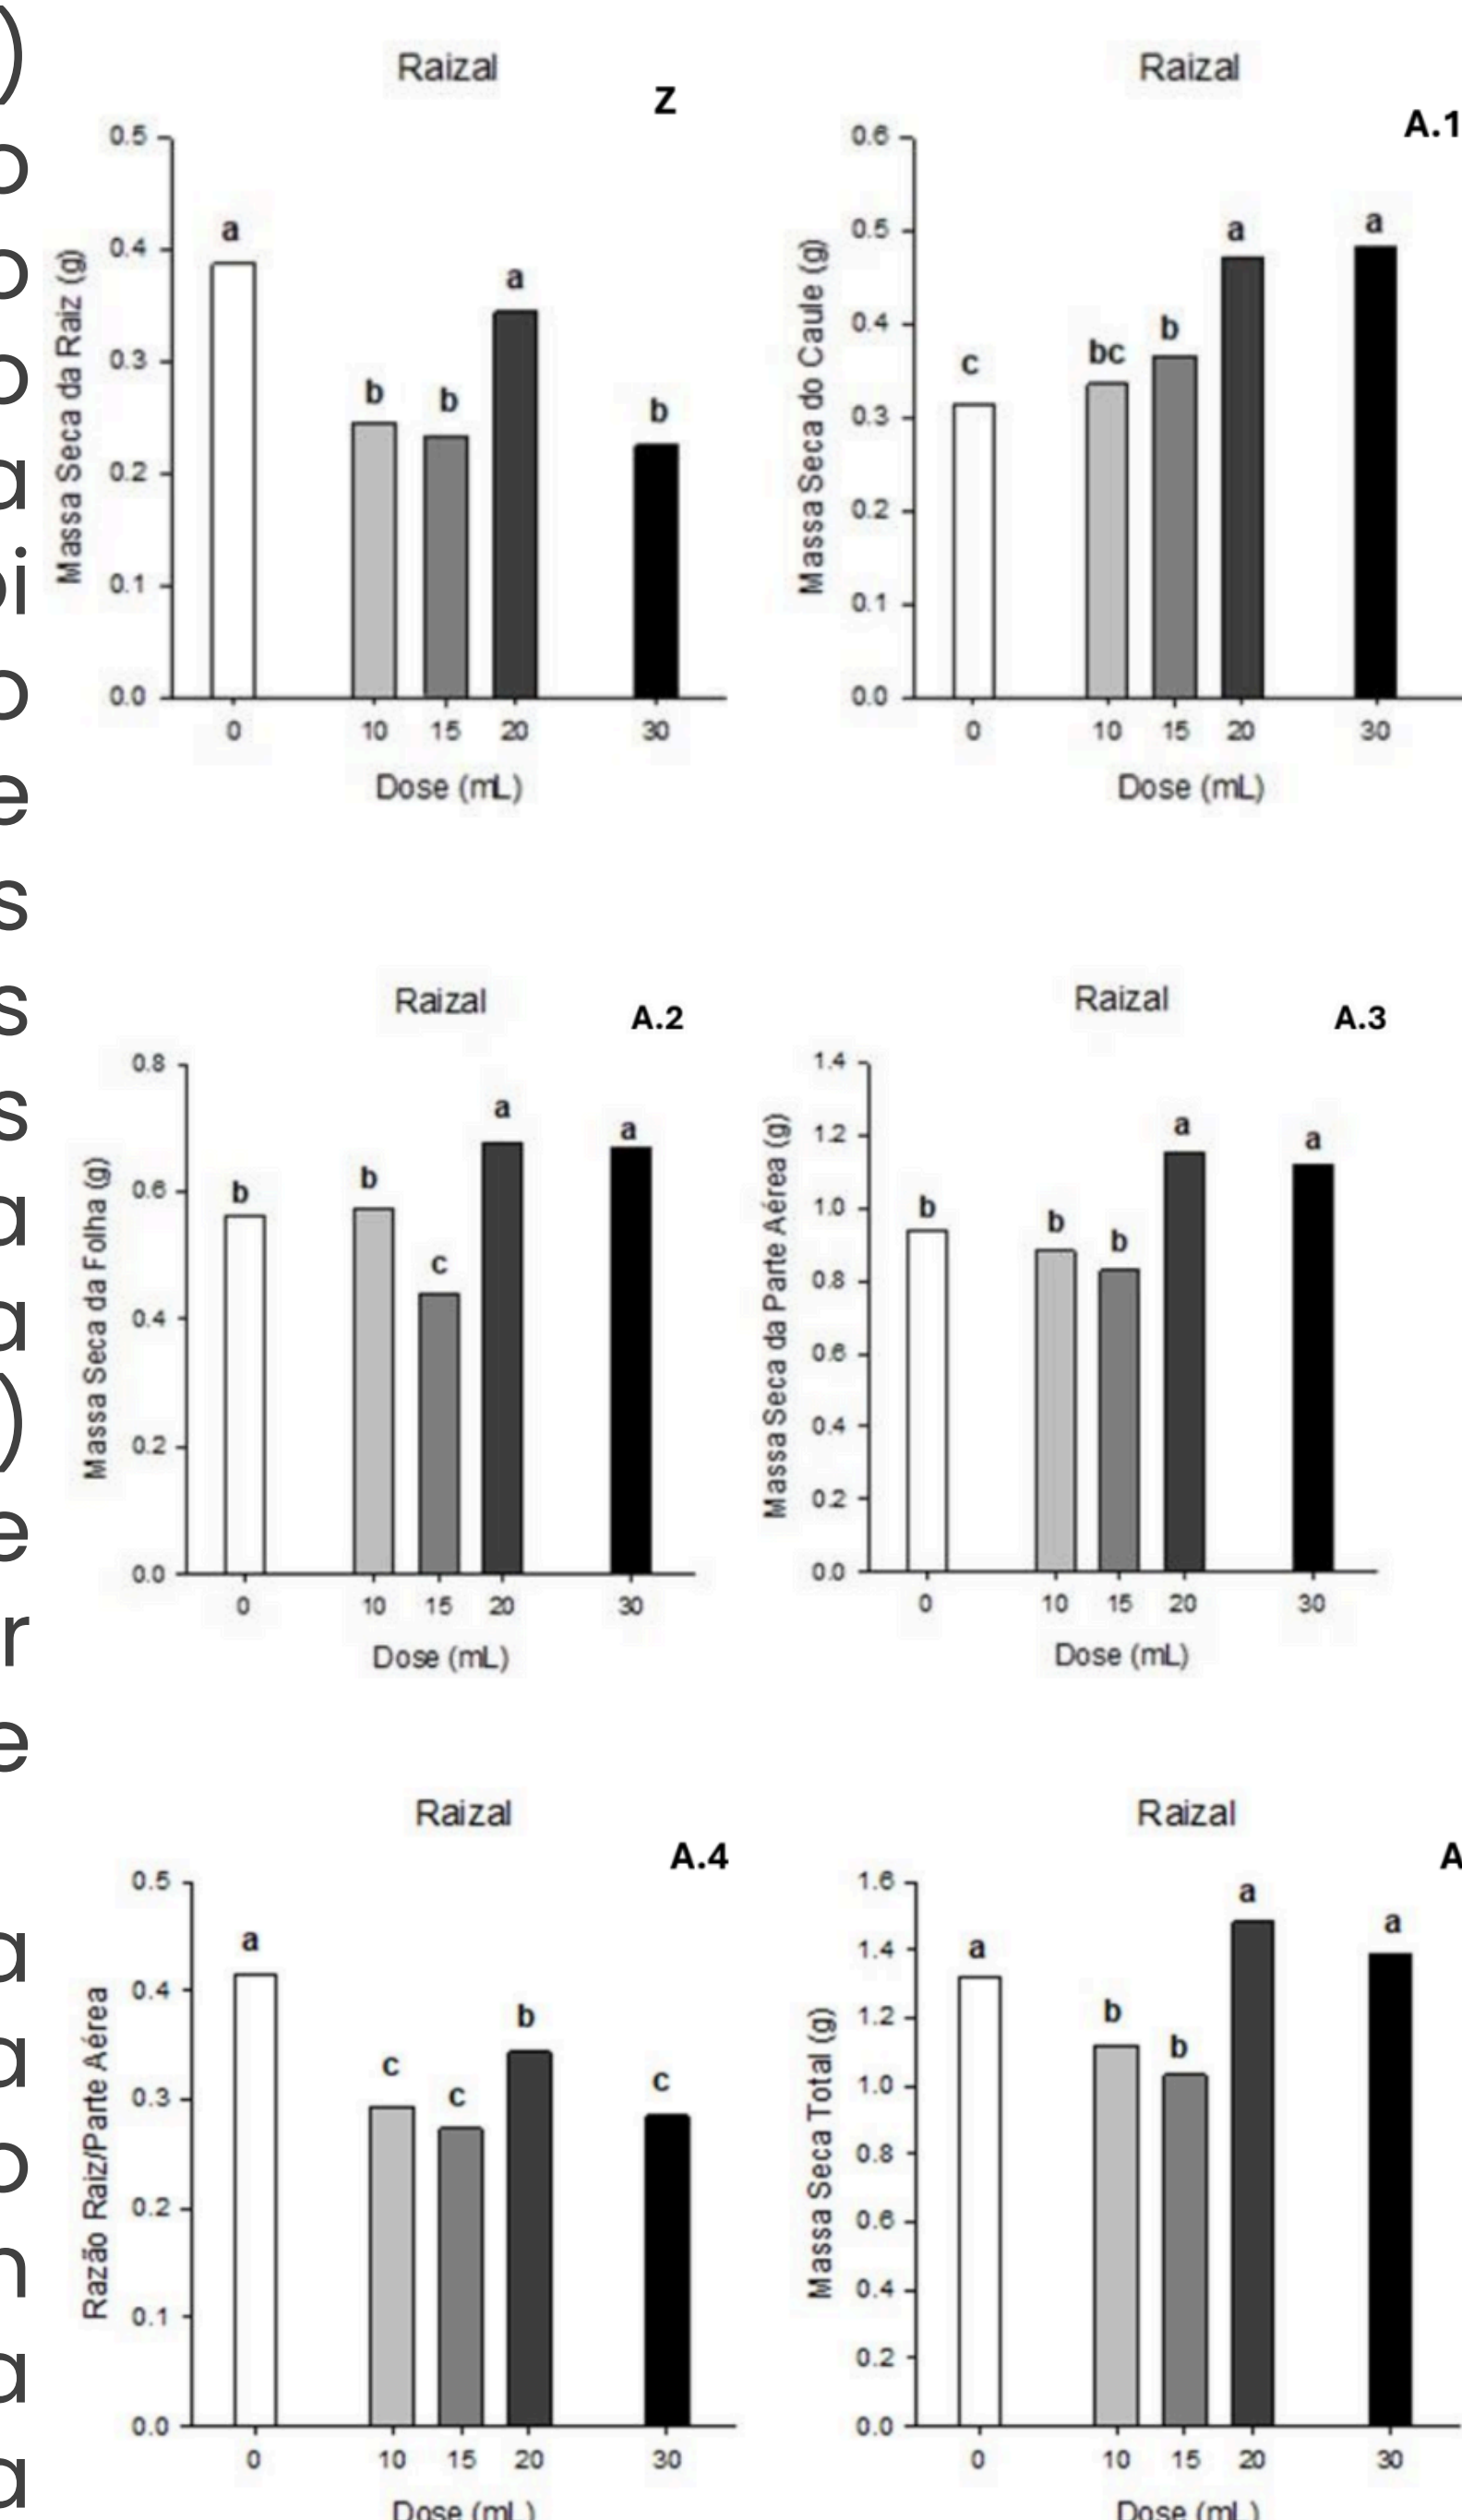 )
o
o
o
a
oi
o
e
s
s
s
a
a
)
e
r
e
a
a
o
n
a
a
Raizal
Z
Massa Seca da Raiz (g)
0.5
0.4
0.3
0.2
0.1
0.0
a
b
b
a
b
0 10 15 20 30
Dose (mL)
Raizal
A.1
Massa Seca do Caule (g)
0.6
0.5
0.4
0.3
0.2
0.1
0.0
c
bc
b
a
a
0 10 15 20 30
Dose (mL)
Raizal
A.2
Massa Seca da Folha (g)
0.8
0.6
0.4
0.2
0.0
b
b
c
a
a
0 10 15 20 30
Dose (mL)
Raizal
A.3
Massa Seca da Parte Aérea (g)
1.4
1.2
1.0
0.8
0.6
0.4
0.2
0.0
b
b
b
a
a
0 10 15 20 30
Dose (mL)
Raizal
A.4
Razão Raiz/Parte Aérea
0.5
0.4
0.3
0.2
0.1
0.0
a
c
c
b
c
0 10 15 20 30
Dose (mL)
Raizal
A
Massa Seca Total (g)
1.6
1.4
1.2
1.0
0.8
0.6
0.4
0.2
0.0
a
b
b
a
a
0 10 15 20 30
Dose (mL)